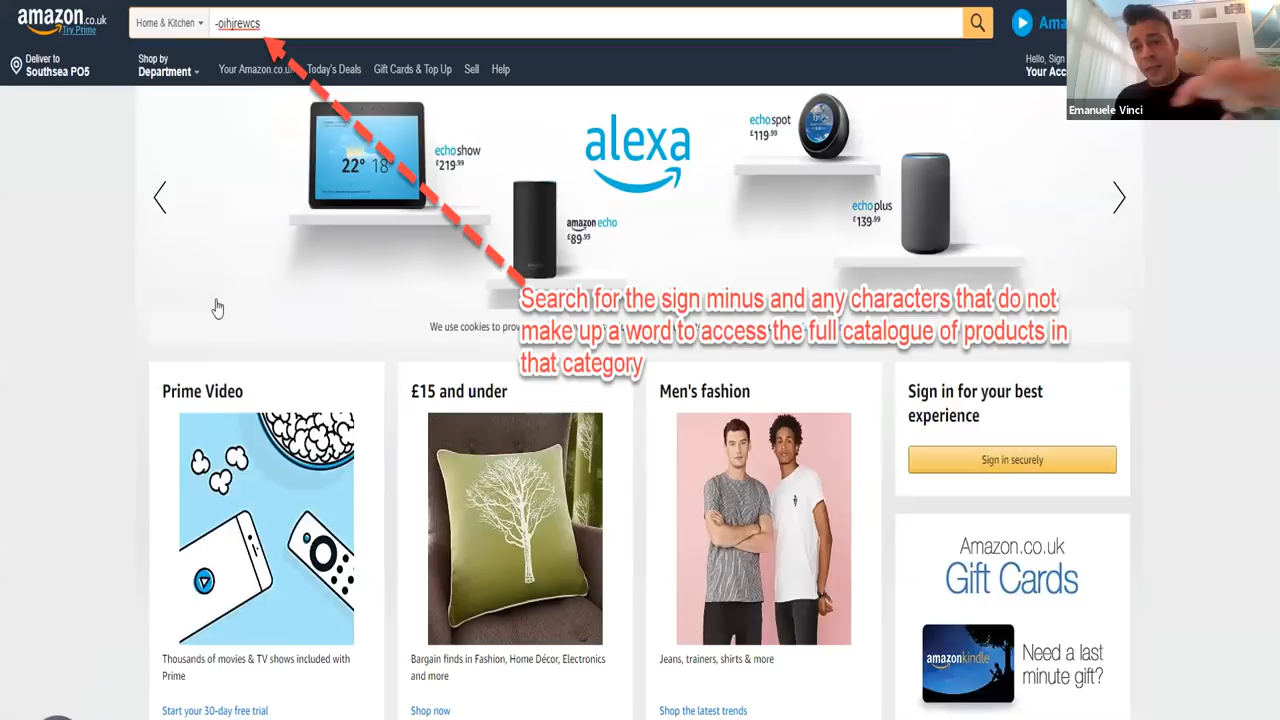 amazon.co.uk
Try Prime
Home & Kitchen
-oihjrewcs
Deliver to
Southsea PO5
Shop by
Department
Your Amazon.co.uk
Today's Deals
Gift Cards & Top Up
Sell
Help
Hello, Sign
Your Acc
Emanuele Vinci
22° 18°
echo show
£219.99
alexa
echo spot
£119.99
amazon echo
£89.99
echo plus
£139.99
Search for the sign minus and any characters that do not
make up a word to access the full catalogue of products in
that category
We use cookies to prov
Prime Video
£15 and under
Men's fashion
Sign in for your best
experience
Sign in securely
Thousands of movies & TV shows included with
Prime
Start your 30-day free trial
Bargain finds in Fashion, Home Décor, Electronics
and more
Shop now
Jeans, trainers, shirts & more
Shop the latest trends
Amazon.co.uk
Gift Cards
amazonkindle
Need a last
minute gift?